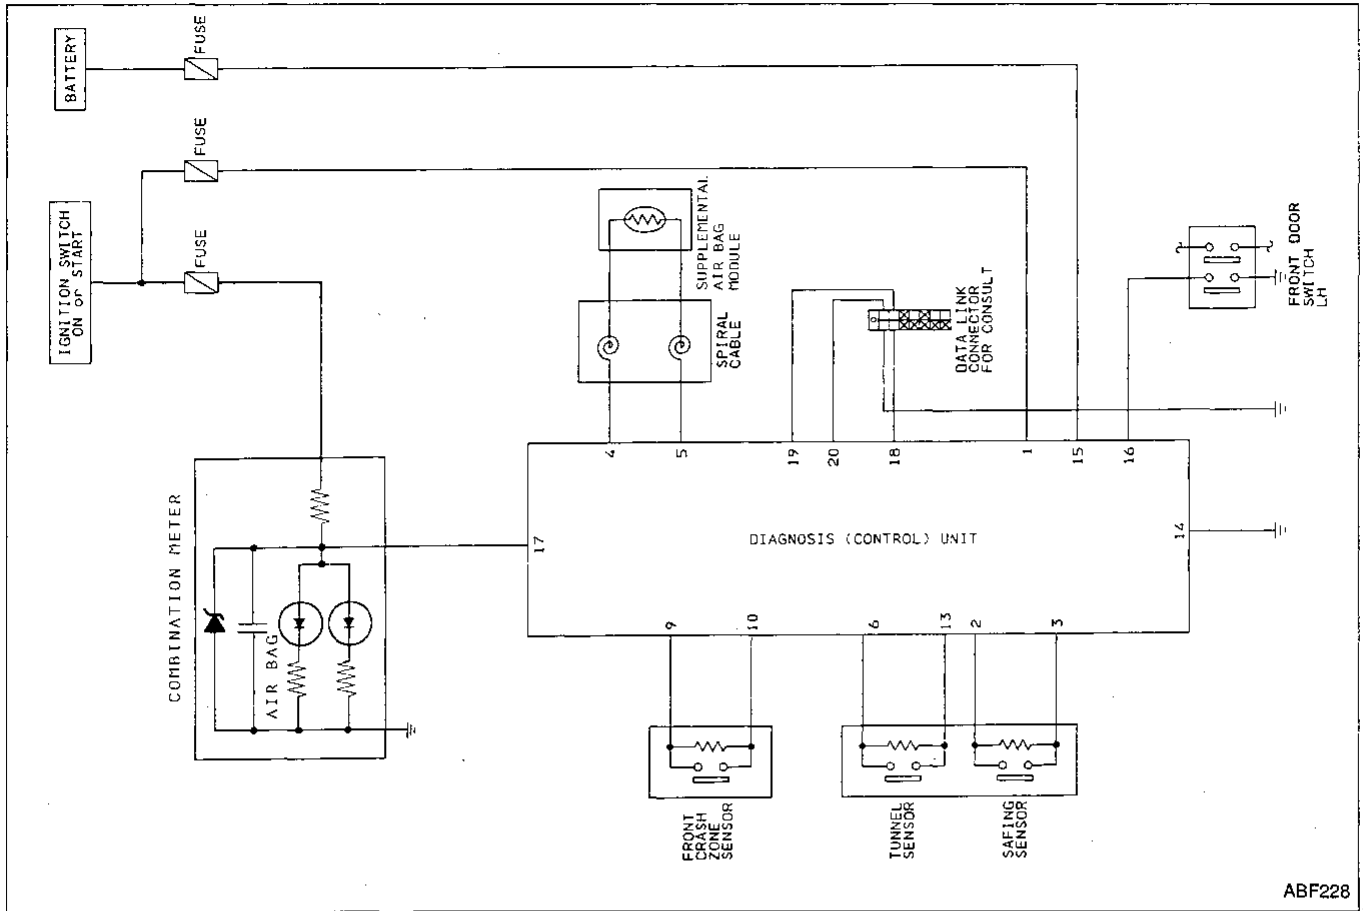 BATTERY
FUSE
FUSE
IGNITION SWITCH
ON or START
FUSE
SUPPLEMENTAL
AIR BAG
MODULE
SPIRAL
CABLE
DATA LINK
CONNECTOR
FOR CONSULT
FRONT DOOR
SWITCH
LH
COMBINATION METER
AIR BAG
4
5
19
20
18
1
15
16
17
DIAGNOSIS (CONTROL) UNIT
14
9
10
6
13
2
3
FRONT
CRASH
ZONE
SENSOR
TUNNEL
SENSOR
SAFING
SENSOR
ABF228